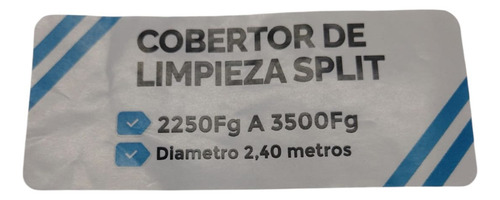 COBERTOR DE
LIMPIEZA SPLIT
2250Fg A 3500Fg
Diametro 2,40 metros